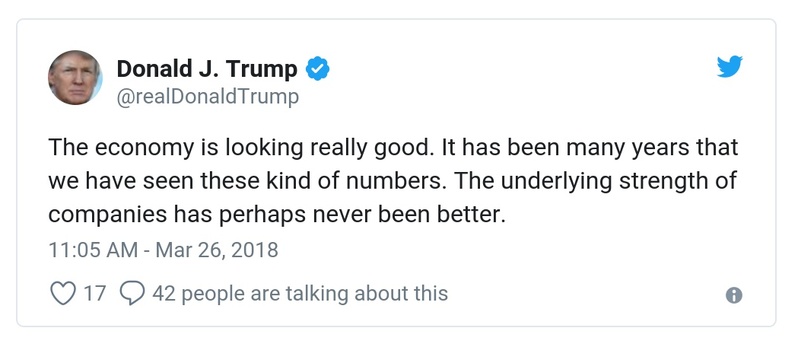 Donald J. Trump
@realDonaldTrump
The economy is looking really good. It has been many years that
we have seen these kind of numbers. The underlying strength of
companies has perhaps never been better.
11:05 AM - Mar 26, 2018
17 42 people are talking about this